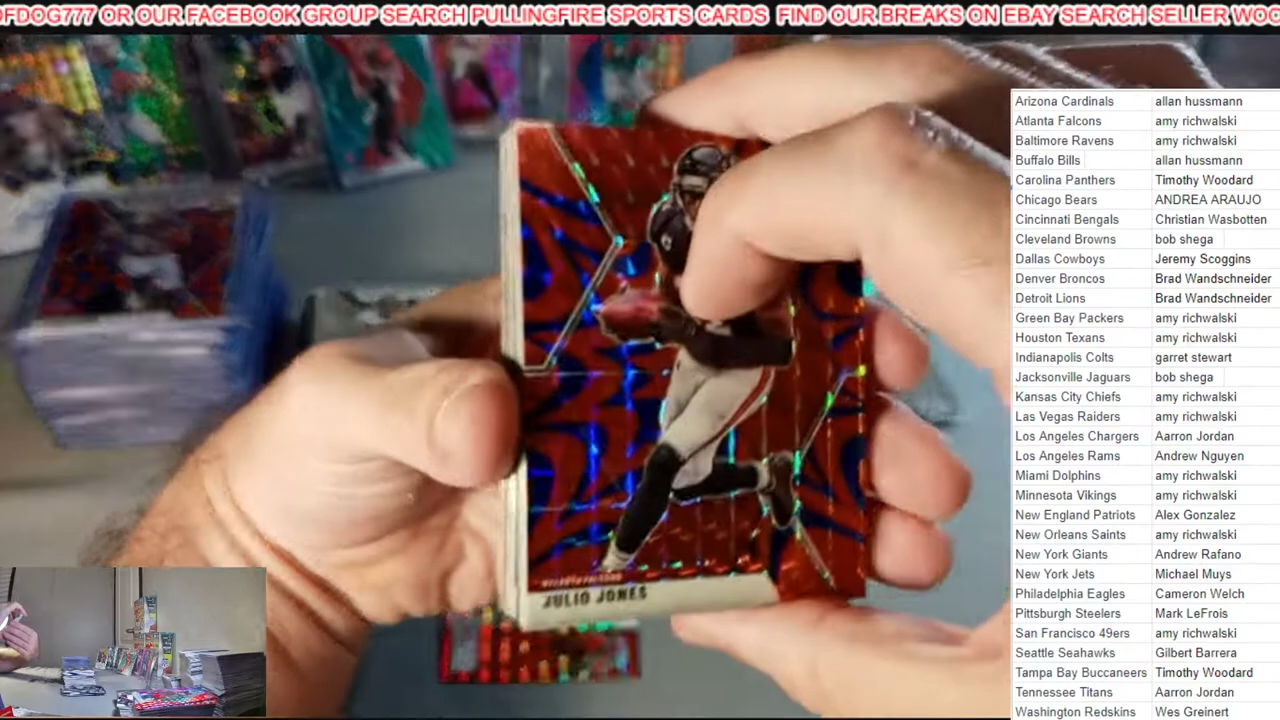 OFDOG777 OR OUR FACEBOOK GROUP SEARCH PULLINGFIRE SPORTS CARDS FIND OUR BREAKS ON EBAY SEARCH SELLER WOO
Arizona Cardinals allan hussmann
Atlanta Falcons amy richwalski
Baltimore Ravens amy richwalski
Buffalo Bills allan hussmann
Carolina Panthers Timothy Woodard
Chicago Bears ANDREA ARAUJO
Cincinnati Bengals Christian Wasbotten
Cleveland Browns bob shega
Dallas Cowboys Jeremy Scoggins
Denver Broncos Brad Wandschneider
Detroit Lions Brad Wandschneider
Green Bay Packers amy richwalski
Houston Texans amy richwalski
Indianapolis Colts garret stewart
Jacksonville Jaguars bob shega
Kansas City Chiefs amy richwalski
Las Vegas Raiders amy richwalski
Los Angeles Chargers Aarron Jordan
Los Angeles Rams Andrew Nguyen
Miami Dolphins amy richwalski
Minnesota Vikings amy richwalski
New England Patriots Alex Gonzalez
New Orleans Saints amy richwalski
New York Giants Andrew Rafano
New York Jets Michael Muys
Philadelphia Eagles Cameron Welch
Pittsburgh Steelers Mark LeFrois
San Francisco 49ers amy richwalski
Seattle Seahawks Gilbert Barrera
Tampa Bay Buccaneers Timothy Woodard
Tennessee Titans Aarron Jordan
Washington Redskins Wes Greinert
JULIO JONES